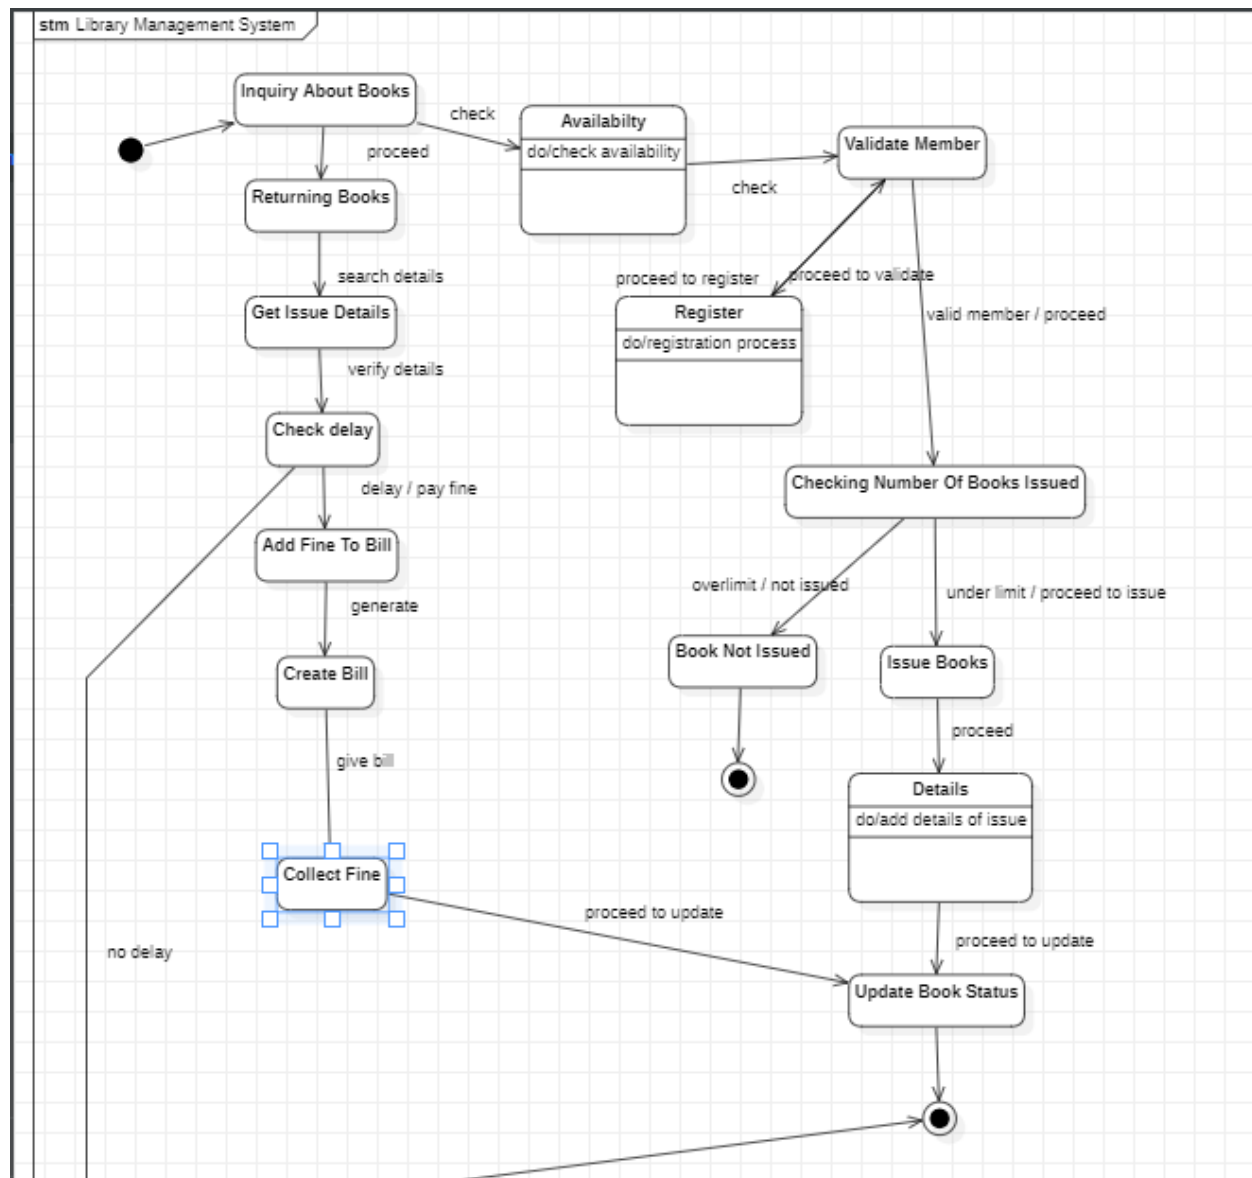 stm Library Management System
Inquiry About Books
check
Availabilty
do/check availability
Validate Member
proceed
check
Returning Books
search details
proceed to register
proceed to validate
Get Issue Details
Register
do/registration process
valid member / proceed
verify details
Check delay
delay / pay fine
Checking Number Of Books Issued
Add Fine To Bill
generate
overlimit / not issued
under limit / proceed to issue
Create Bill
Book Not Issued
Issue Books
proceed
give bill
Details
do/add details of issue
Collect Fine
proceed to update
no delay
proceed to update
Update Book Status